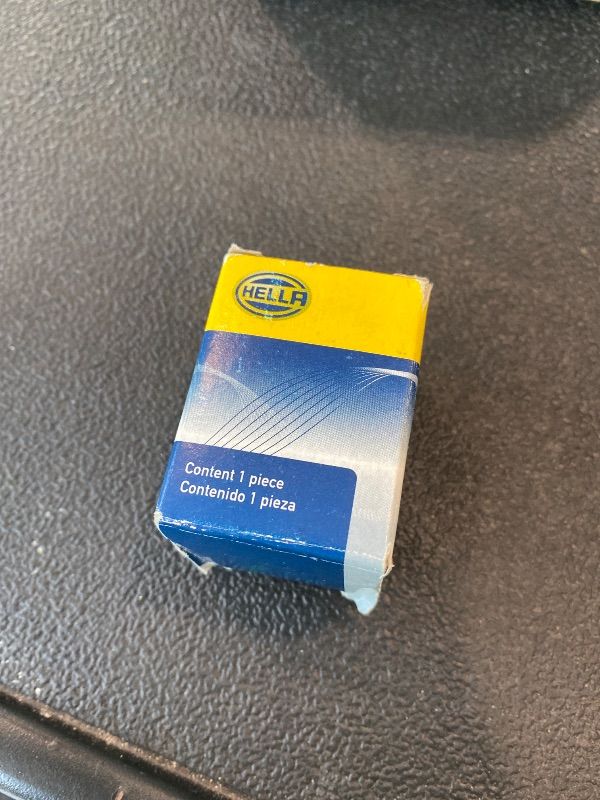 HELLA
Content 1 piece
Contenido 1 pieza